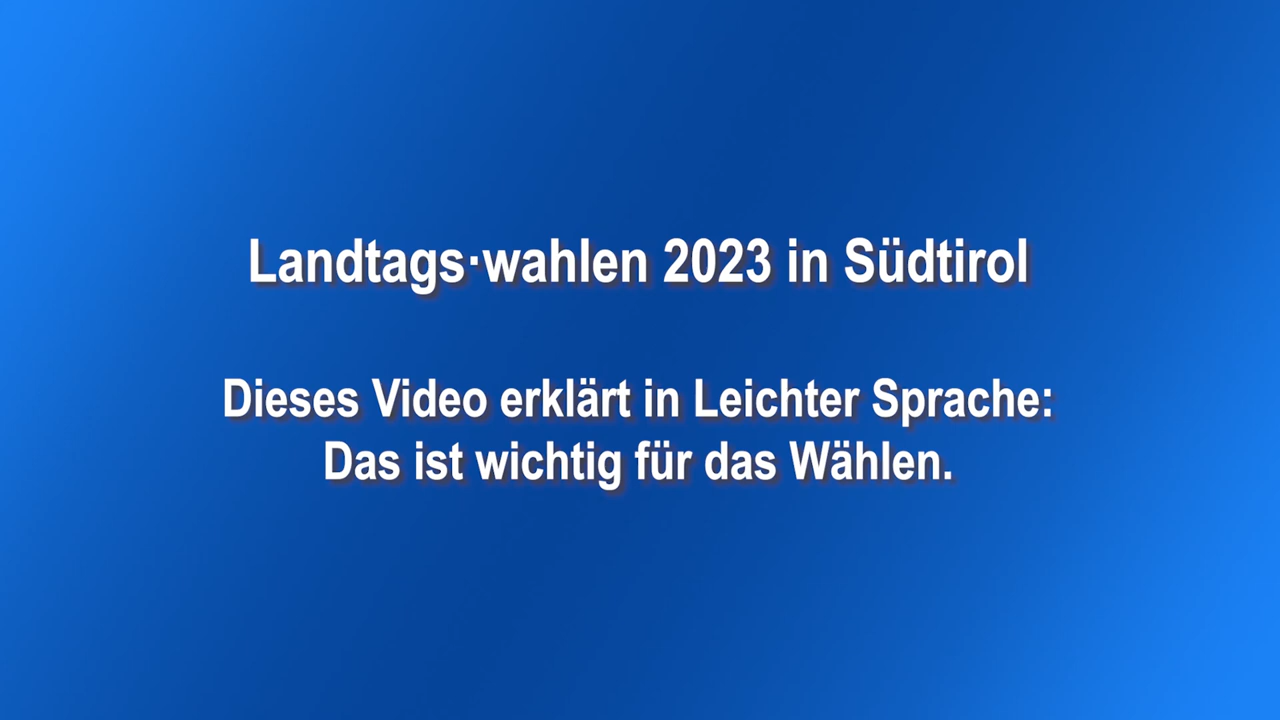 Landtags·wahlen 2023 in Südtirol
Dieses Video erklärt in Leichter Sprache:
Das ist wichtig für das Wählen.